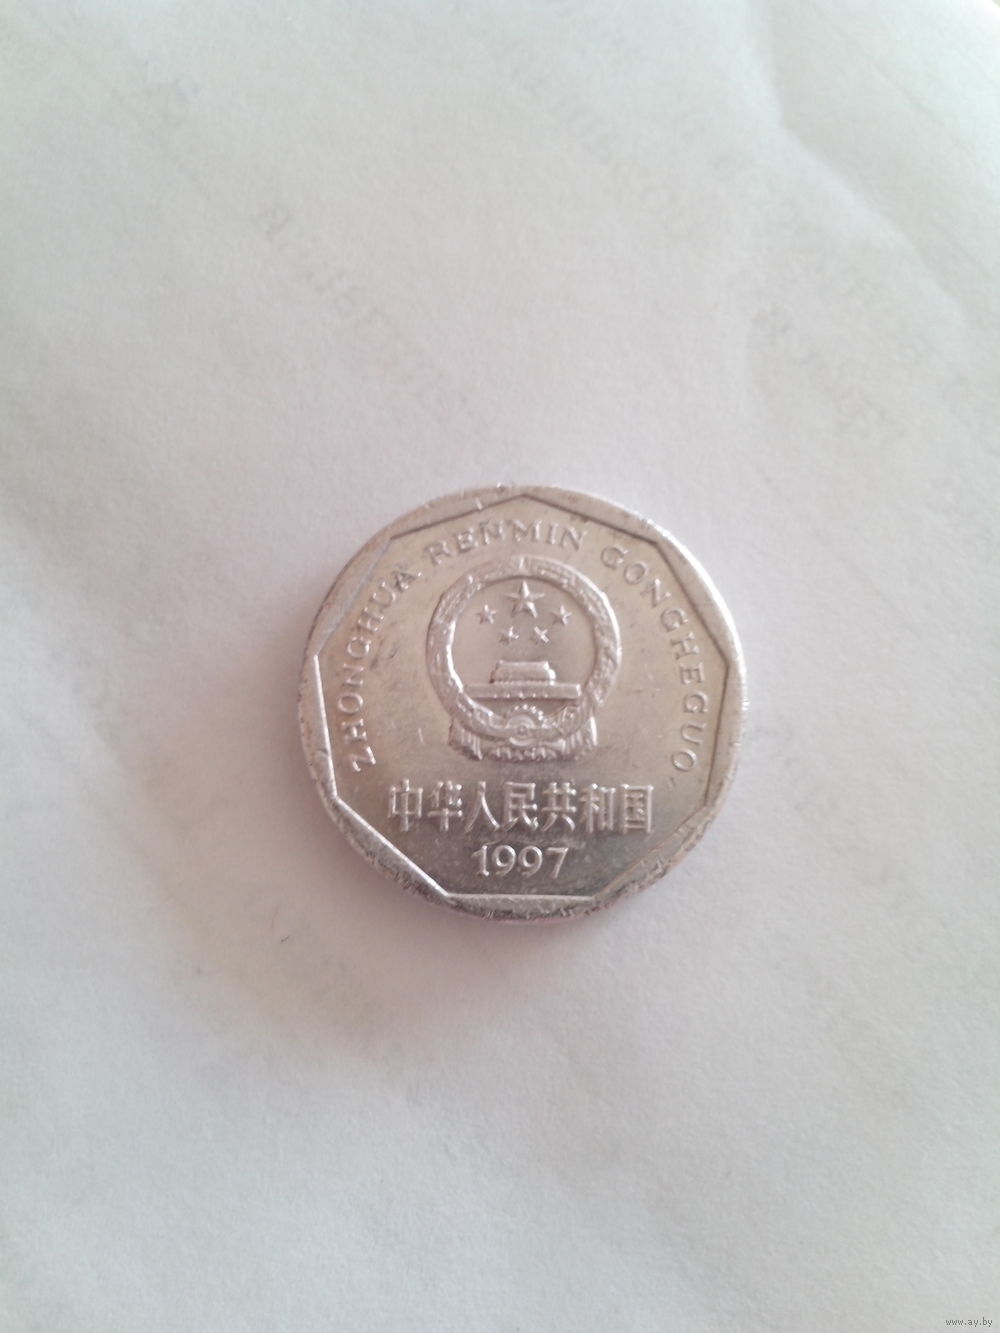 ZHONGHUA RENMIN GONGHEGUO
中华人民共和国
1997
www.ay.by